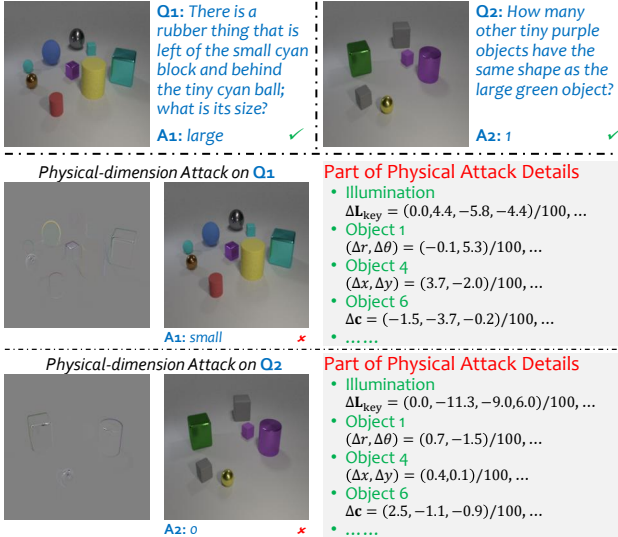 Q1: There is a
rubber thing that is
left of the small cyan
block and behind
the tiny cyan ball;
what is its size?
A1: large ✓
Q2: How many
other tiny purple
objects have the
same shape as the
large green object?
A2: 1 ✓
Physical-dimension Attack on Q1
A1: small ✘
Part of Physical Attack Details
• Illumination
Δ𝐋key = (0.0,4.4, −5.8, −4.4)/100, …
• Object 1
(Δr, Δθ) = (−0.1, 5.3)/100, …
• Object 4
(Δx, Δy) = (3.7, −2.0)/100, …
• Object 6
Δ𝐜 = (−1.5, −3.7, −0.2)/100, …
• ……
Physical-dimension Attack on Q2
A2: 0 ✘
Part of Physical Attack Details
• Illumination
Δ𝐋key = (0.0, −11.3, −9.0,6.0)/100, …
• Object 1
(Δr, Δθ) = (0.7, −1.5)/100, …
• Object 4
(Δx, Δy) = (0.4,0.1)/100, …
• Object 6
Δ𝐜 = (2.5, −1.1, −0.9)/100, …
• ……